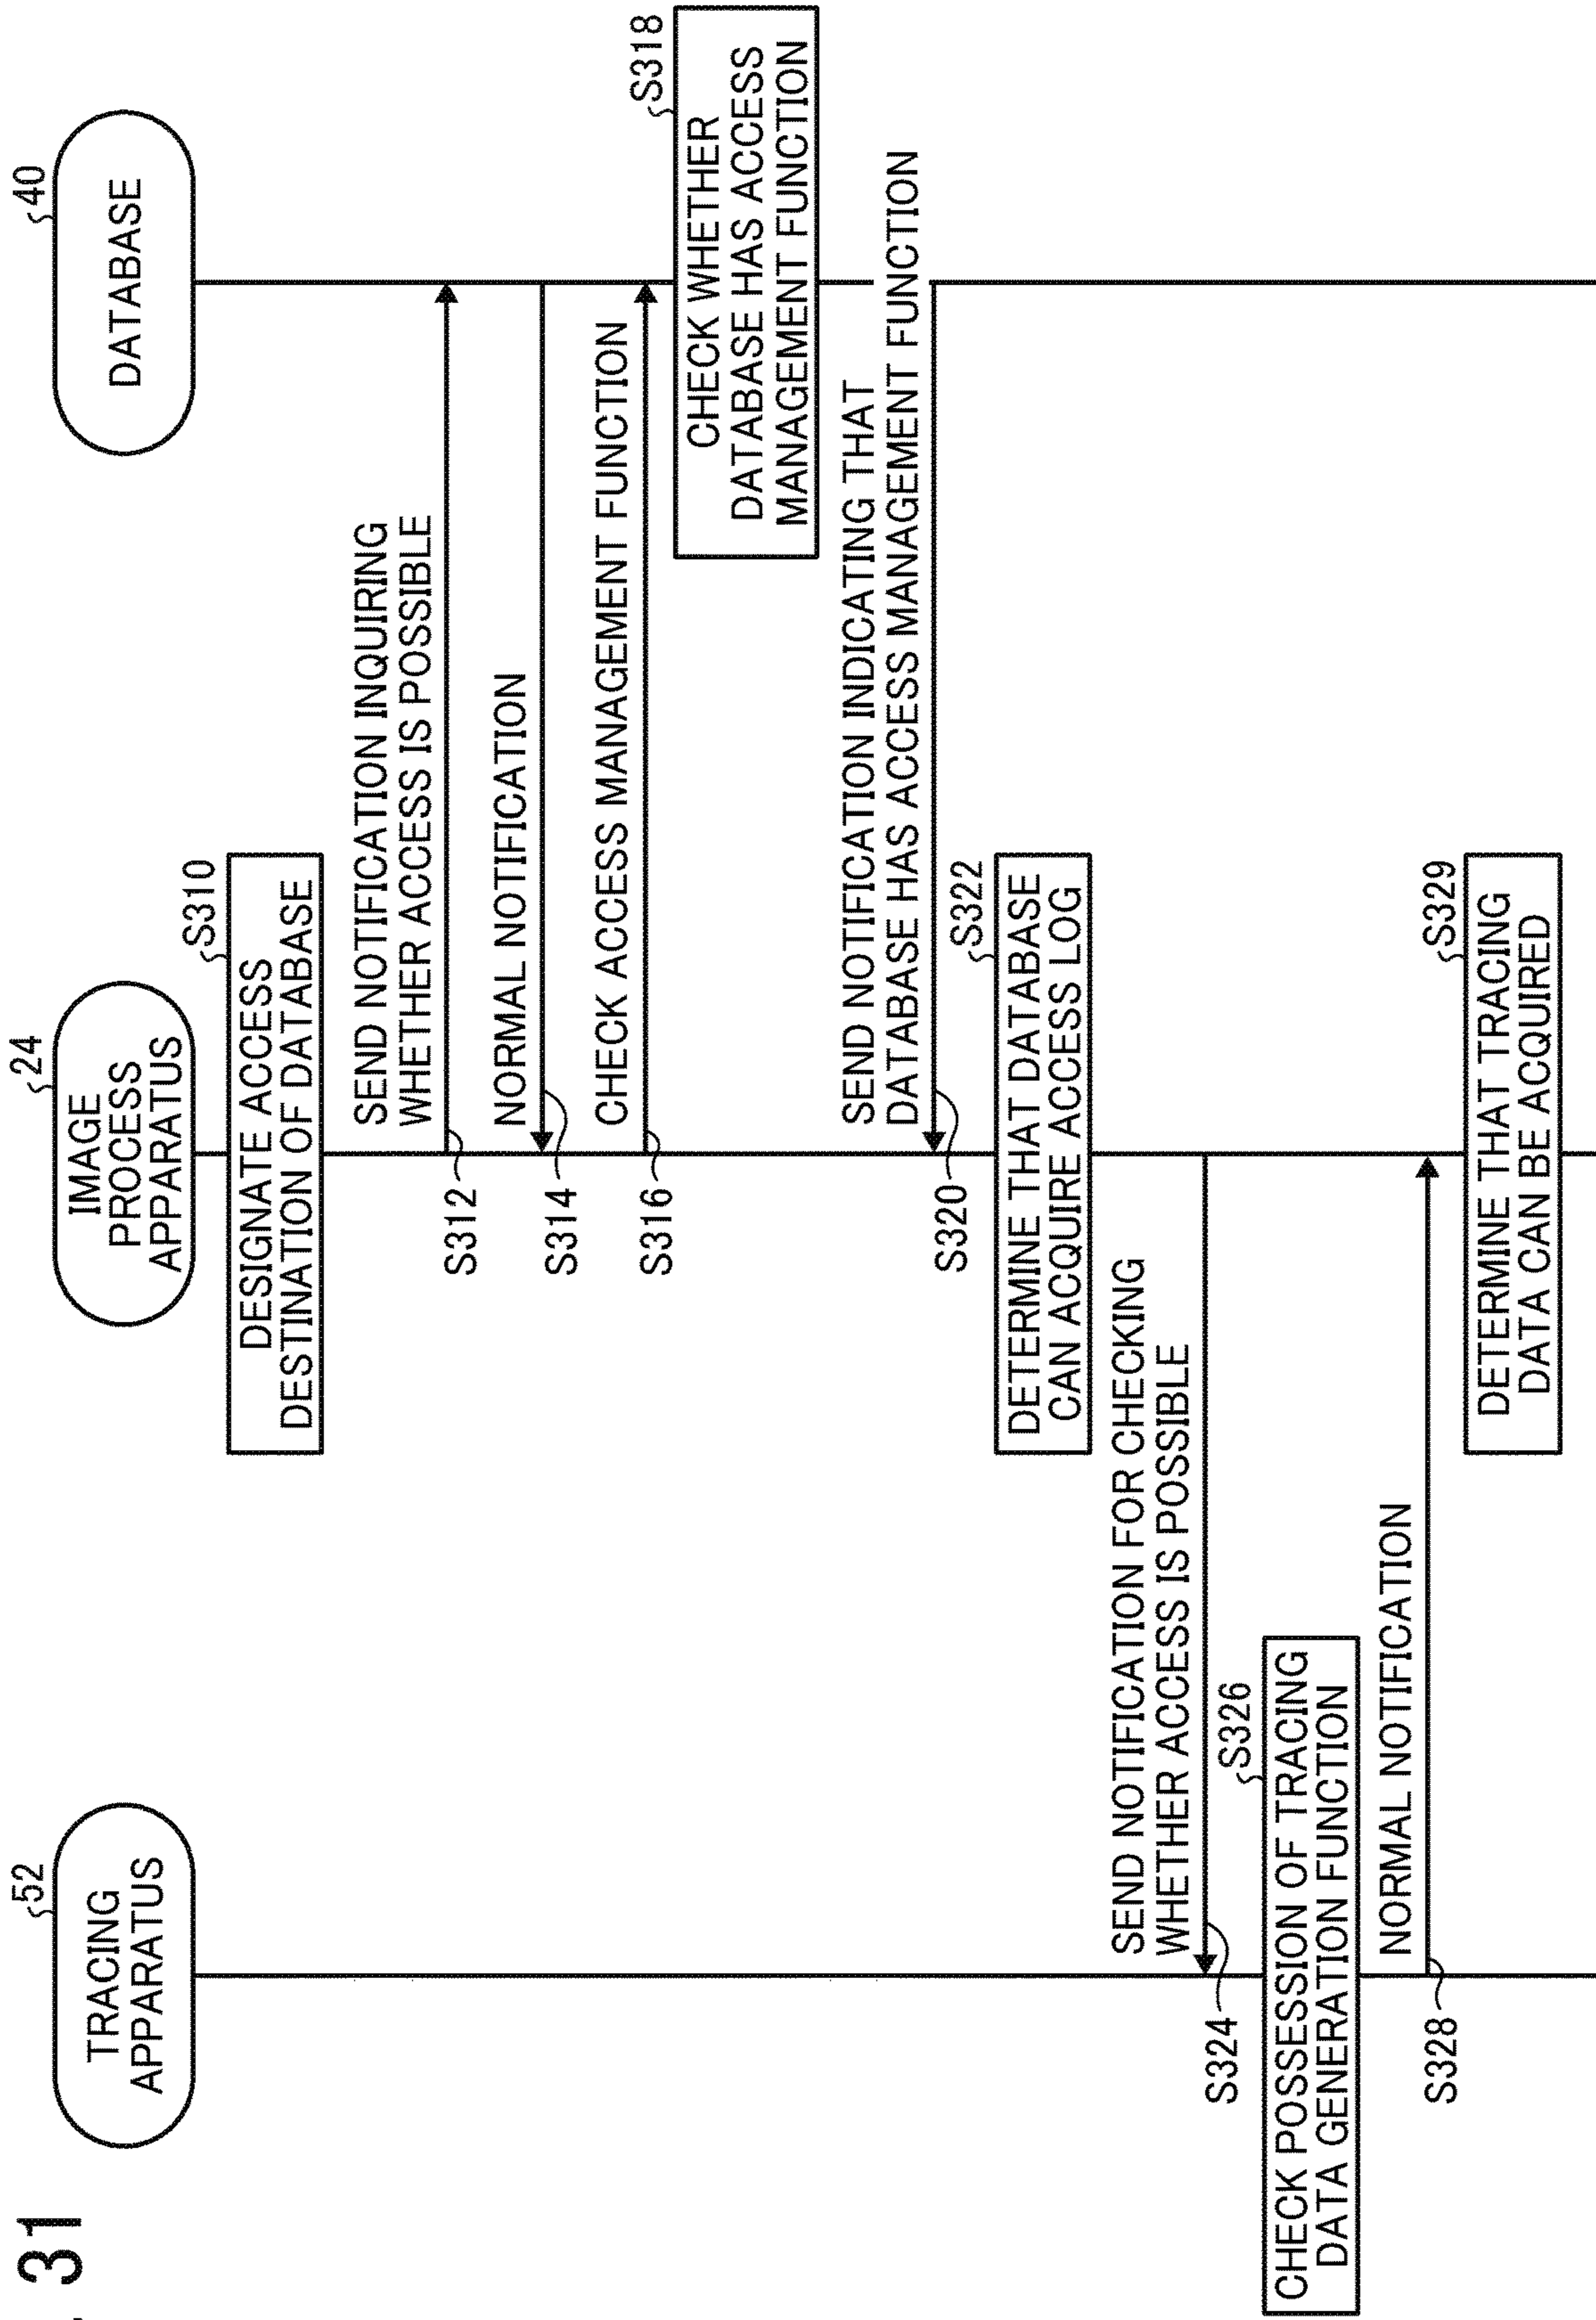 . 31
52
TRACING
APPARATUS
24
IMAGE
PROCESS
APPARATUS
40
DATABASE
S310
DESIGNATE ACCESS
DESTINATION OF DATABASE
SEND NOTIFICATION INQUIRING
WHETHER ACCESS IS POSSIBLE
S312
NORMAL NOTIFICATION
S314
CHECK ACCESS MANAGEMENT FUNCTION
S316
S318
CHECK WHETHER
DATABASE HAS ACCESS
MANAGEMENT FUNCTION
SEND NOTIFICATION INDICATING THAT
DATABASE HAS ACCESS MANAGEMENT FUNCTION
S320
S322
DETERMINE THAT DATABASE
CAN ACQUIRE ACCESS LOG
SEND NOTIFICATION FOR CHECKING
WHETHER ACCESS IS POSSIBLE
S324
S326
CHECK POSSESSION OF TRACING
DATA GENERATION FUNCTION
NORMAL NOTIFICATION
S328
S329
DETERMINE THAT TRACING
DATA CAN BE ACQUIRED